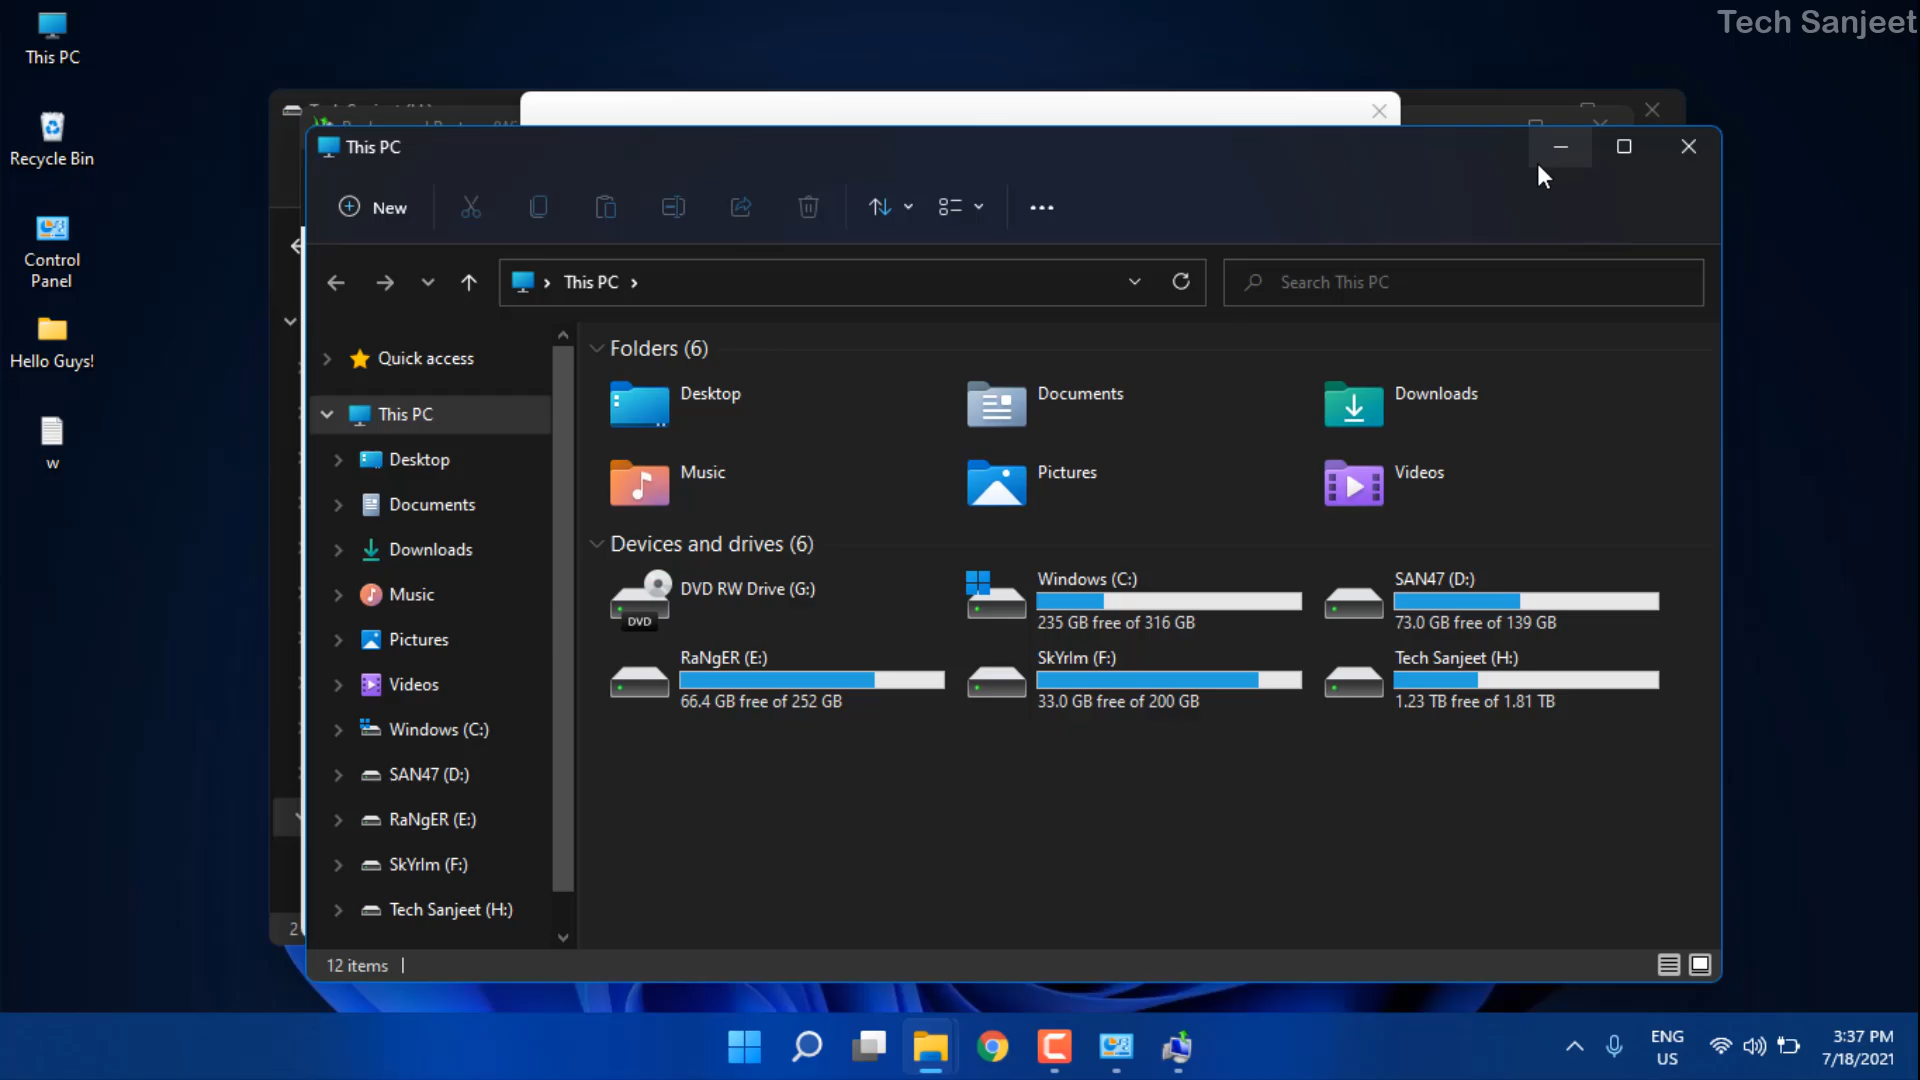 Tech Sanjeet
This PC
Recycle Bin
Control
Panel
Hello Guys!
w
This PC
New
This PC
Search This PC
Quick access
This PC
Desktop
Documents
Downloads
Music
Pictures
Videos
Windows (C:)
SAN47 (D:)
RaNgER (E:)
SkYrIm (F:)
Tech Sanjeet (H:)
Folders (6)
Desktop
Documents
Downloads
Music
Pictures
Videos
Devices and drives (6)
DVD
DVD RW Drive (G:)
Windows (C:)
235 GB free of 316 GB
SAN47 (D:)
73.0 GB free of 139 GB
RaNgER (E:)
66.4 GB free of 252 GB
SkYrIm (F:)
33.0 GB free of 200 GB
Tech Sanjeet (H:)
1.23 TB free of 1.81 TB
2
12 items
ENG
US
3:37 PM
7/18/2021